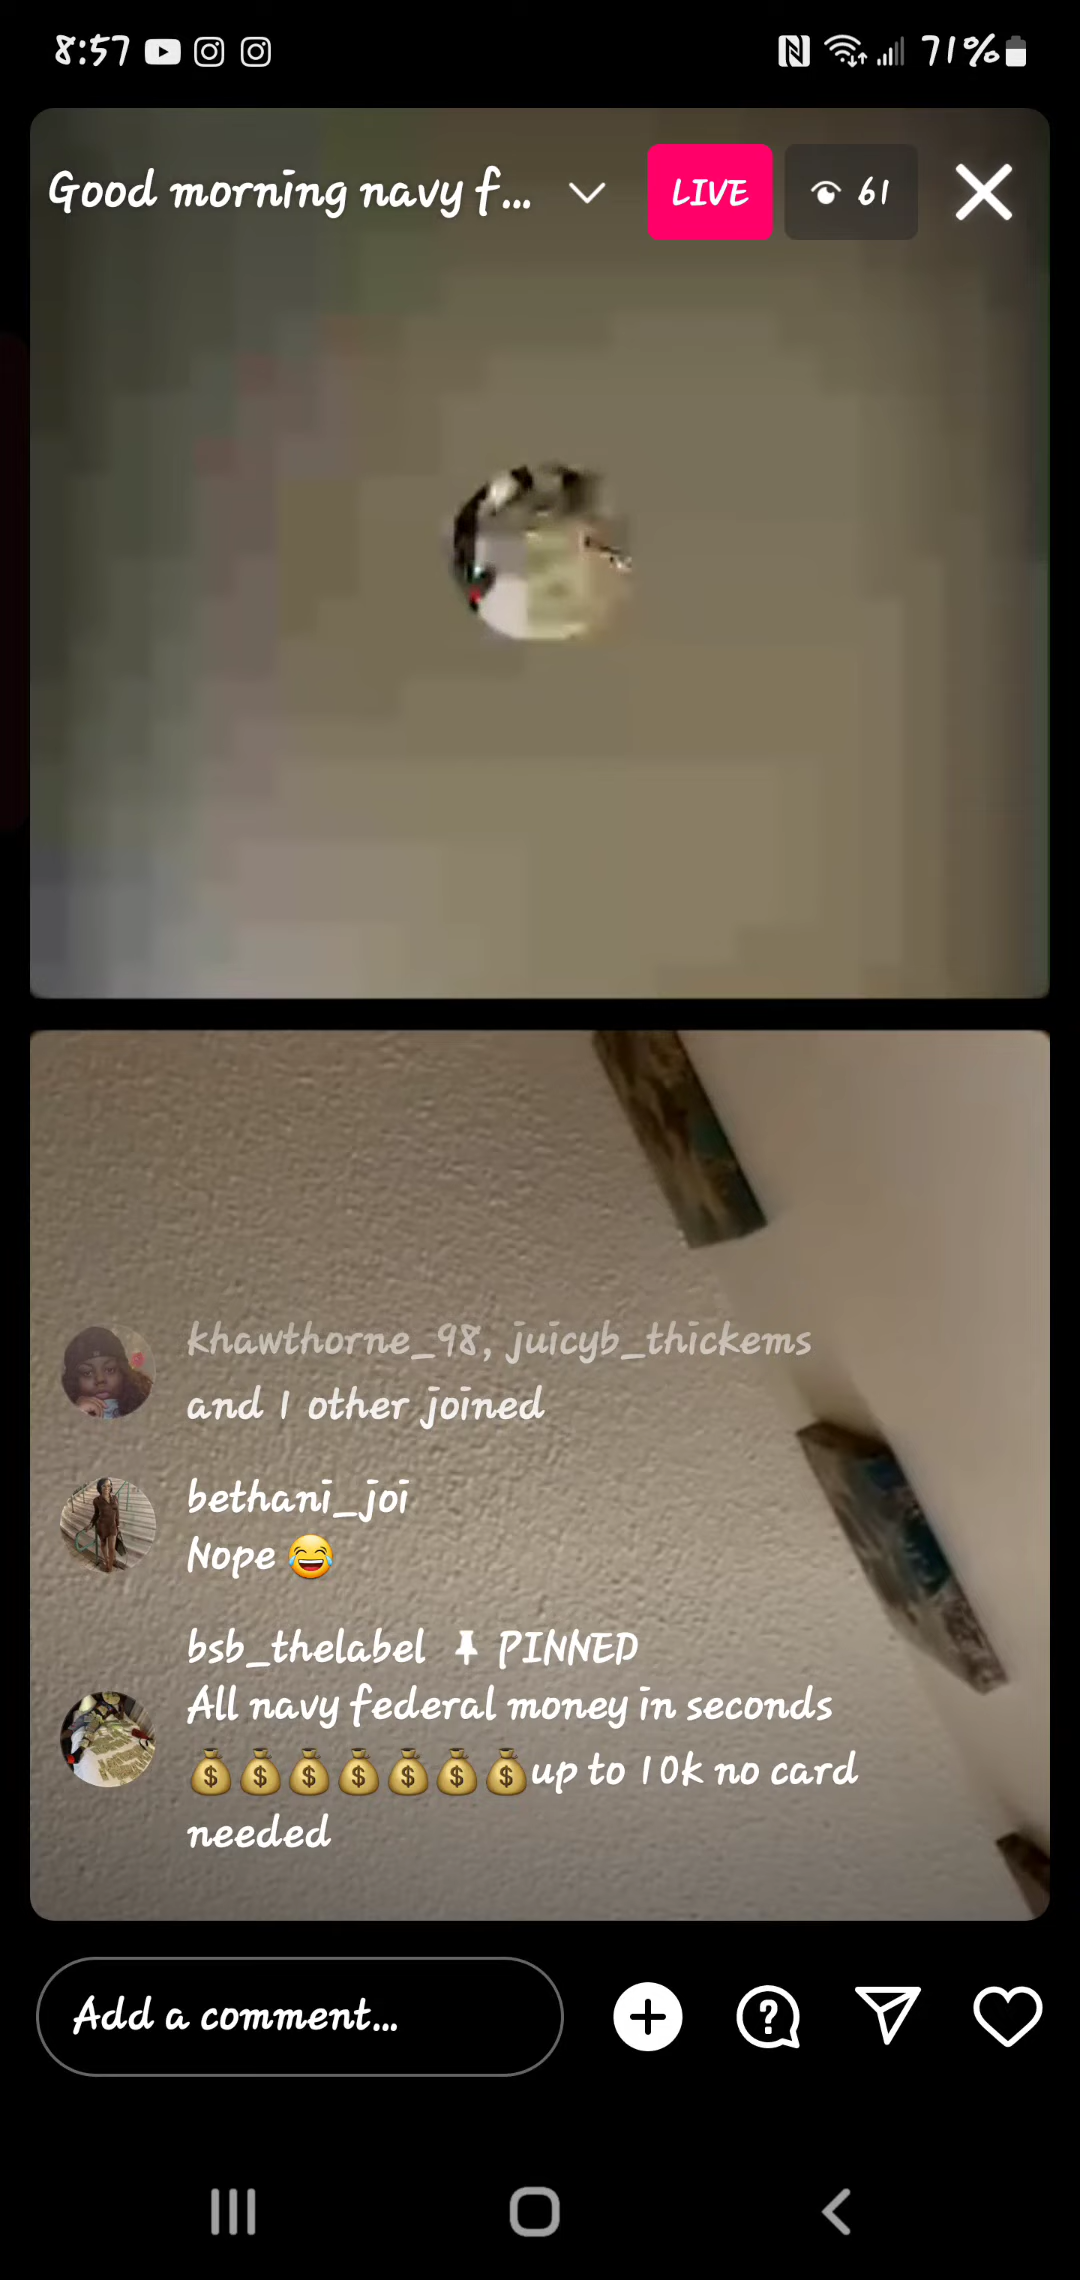 8:57
71%
Good morning navy f...
LIVE
61
khawthorne_98, juicyb_thickems
and 1 other joined
bethani_joi
Nope 😂
bsb_thelabel 📌 PINNED
All navy federal money in seconds
💰💰💰💰💰💰💰up to 10k no card
needed
Add a comment...